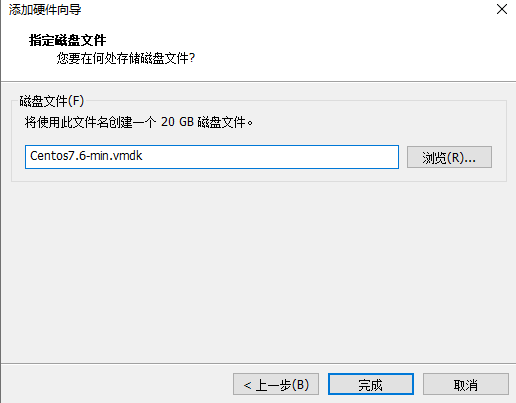 添加硬件向导
指定磁盘文件
您要在何处存储磁盘文件?
磁盘文件(F)
将使用此文件名创建一个 20 GB 磁盘文件。
Centos7.6-min.vmdk
浏览(R)...
< 上一步(B)
完成
取消